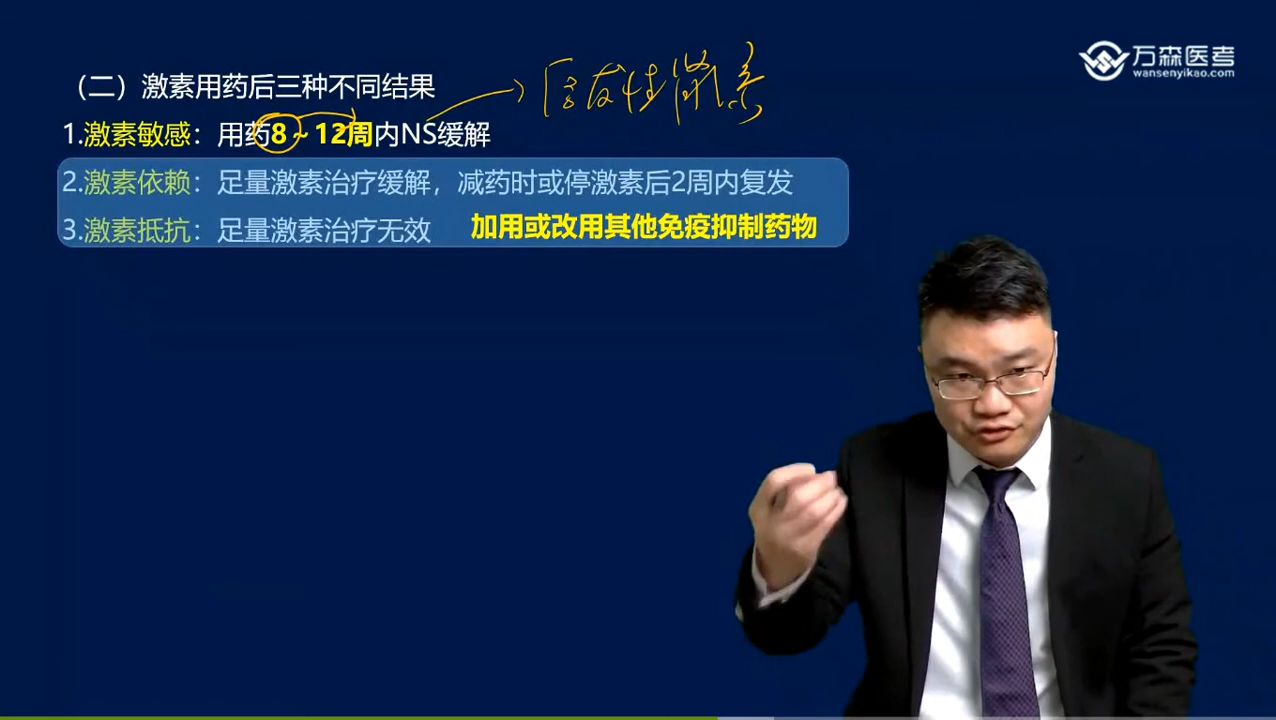 万森医考
wansenyikao.com
(二)激素用药后三种不同结果
1.激素敏感：用药8~12周内NS缓解
2.激素依赖：足量激素治疗缓解，减药时或停激素后2周内复发
3.激素抵抗：足量激素治疗无效 加用或改用其他免疫抑制药物